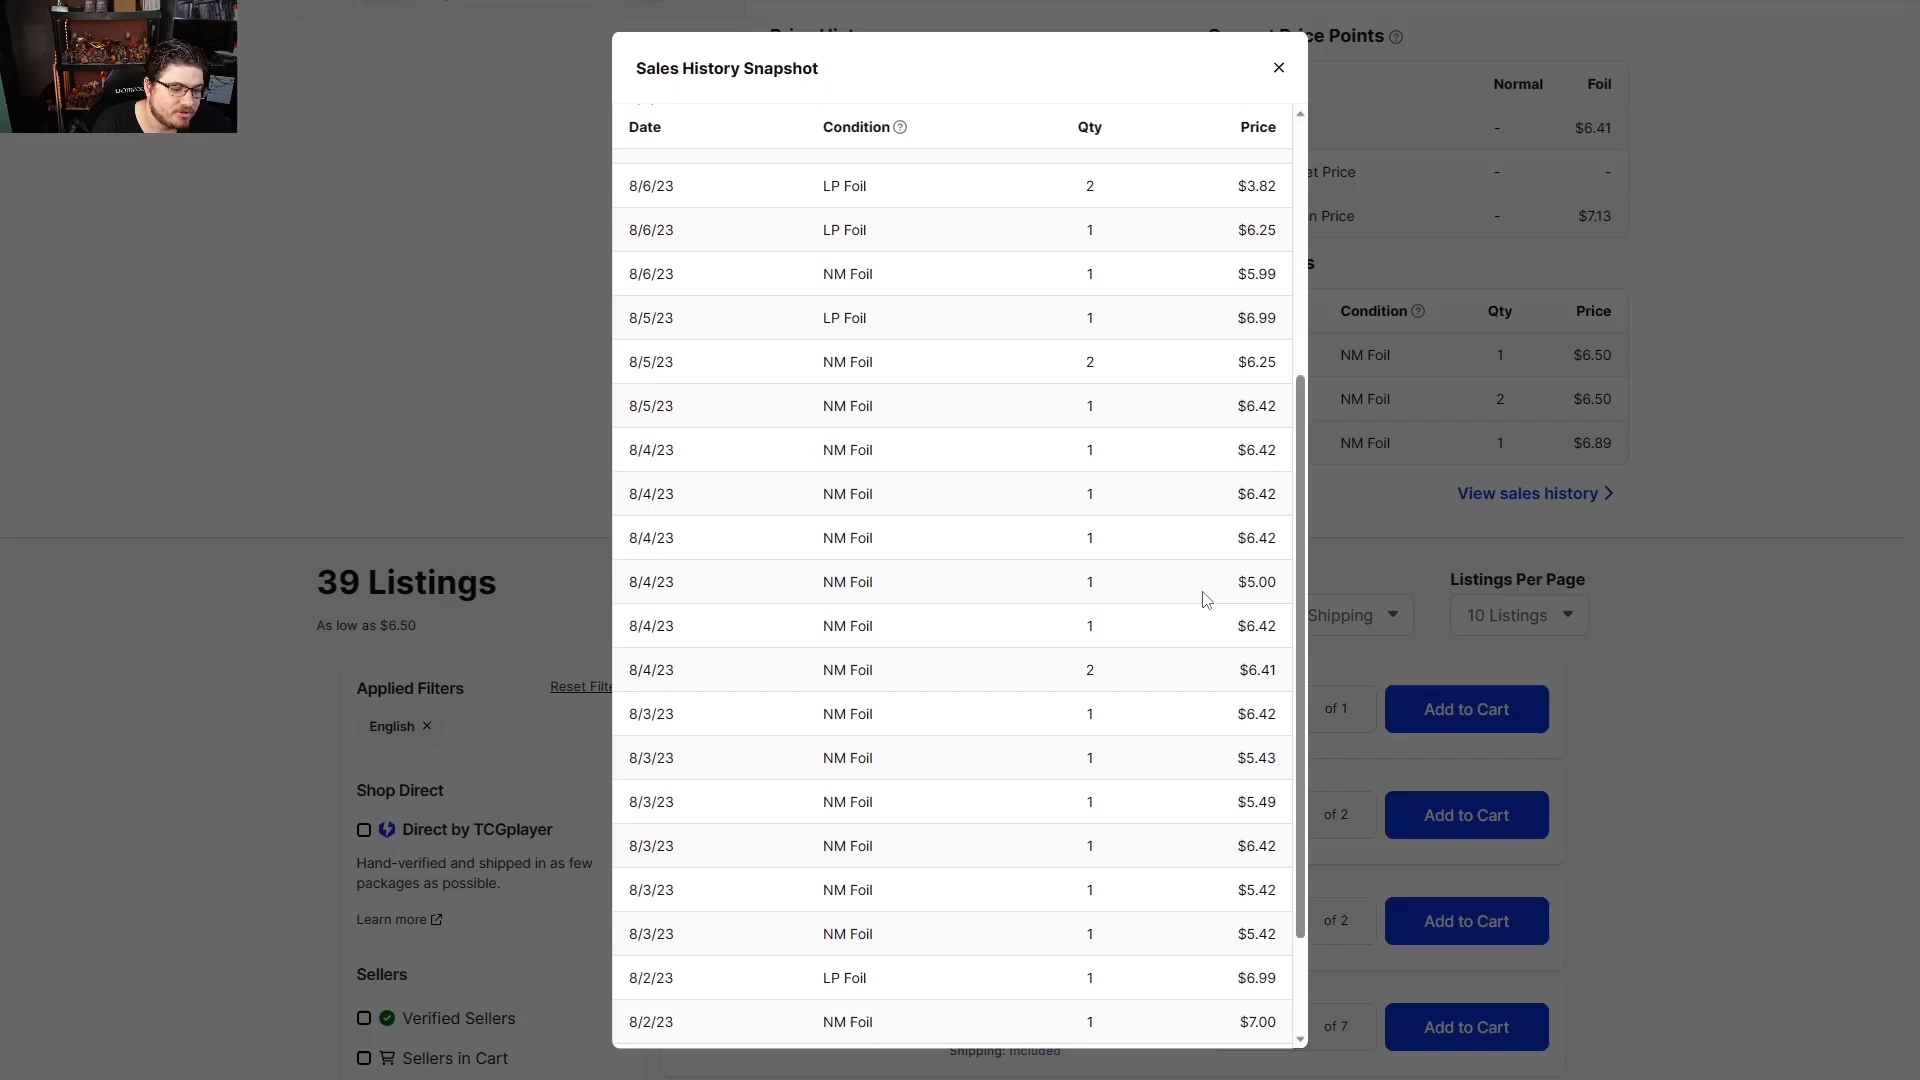 Sales History Snapshot
Date Condition Qty Price
8/6/23 LP Foil 2 $3.82
8/6/23 LP Foil 1 $6.25
8/6/23 NM Foil 1 $5.99
8/5/23 LP Foil 1 $6.99
8/5/23 NM Foil 2 $6.25
8/5/23 NM Foil 1 $6.42
8/4/23 NM Foil 1 $6.42
8/4/23 NM Foil 1 $6.42
8/4/23 NM Foil 1 $6.42
8/4/23 NM Foil 1 $5.00
8/4/23 NM Foil 1 $6.42
8/4/23 NM Foil 2 $6.41
8/3/23 NM Foil 1 $6.42
8/3/23 NM Foil 1 $5.43
8/3/23 NM Foil 1 $5.49
8/3/23 NM Foil 1 $6.42
8/3/23 NM Foil 1 $5.42
8/3/23 NM Foil 1 $5.42
8/2/23 LP Foil 1 $6.99
8/2/23 NM Foil 1 $7.00
Points
Normal Foil
- $6.41
Price - -
Price - $7.13
Condition Qty Price
NM Foil 1 $6.50
NM Foil 2 $6.50
NM Foil 1 $6.89
View sales history
39 Listings
As low as $6.50
Shipping
Listings Per Page
10 Listings
Applied Filters
Reset
English
Shop Direct
Direct by TCGplayer
Hand-verified and shipped in as few
packages as possible.
Learn more
Sellers
Verified Sellers
Sellers in Cart
of 1 Add to Cart
of 2 Add to Cart
of 2 Add to Cart
of 7 Add to Cart
Shipping: Included